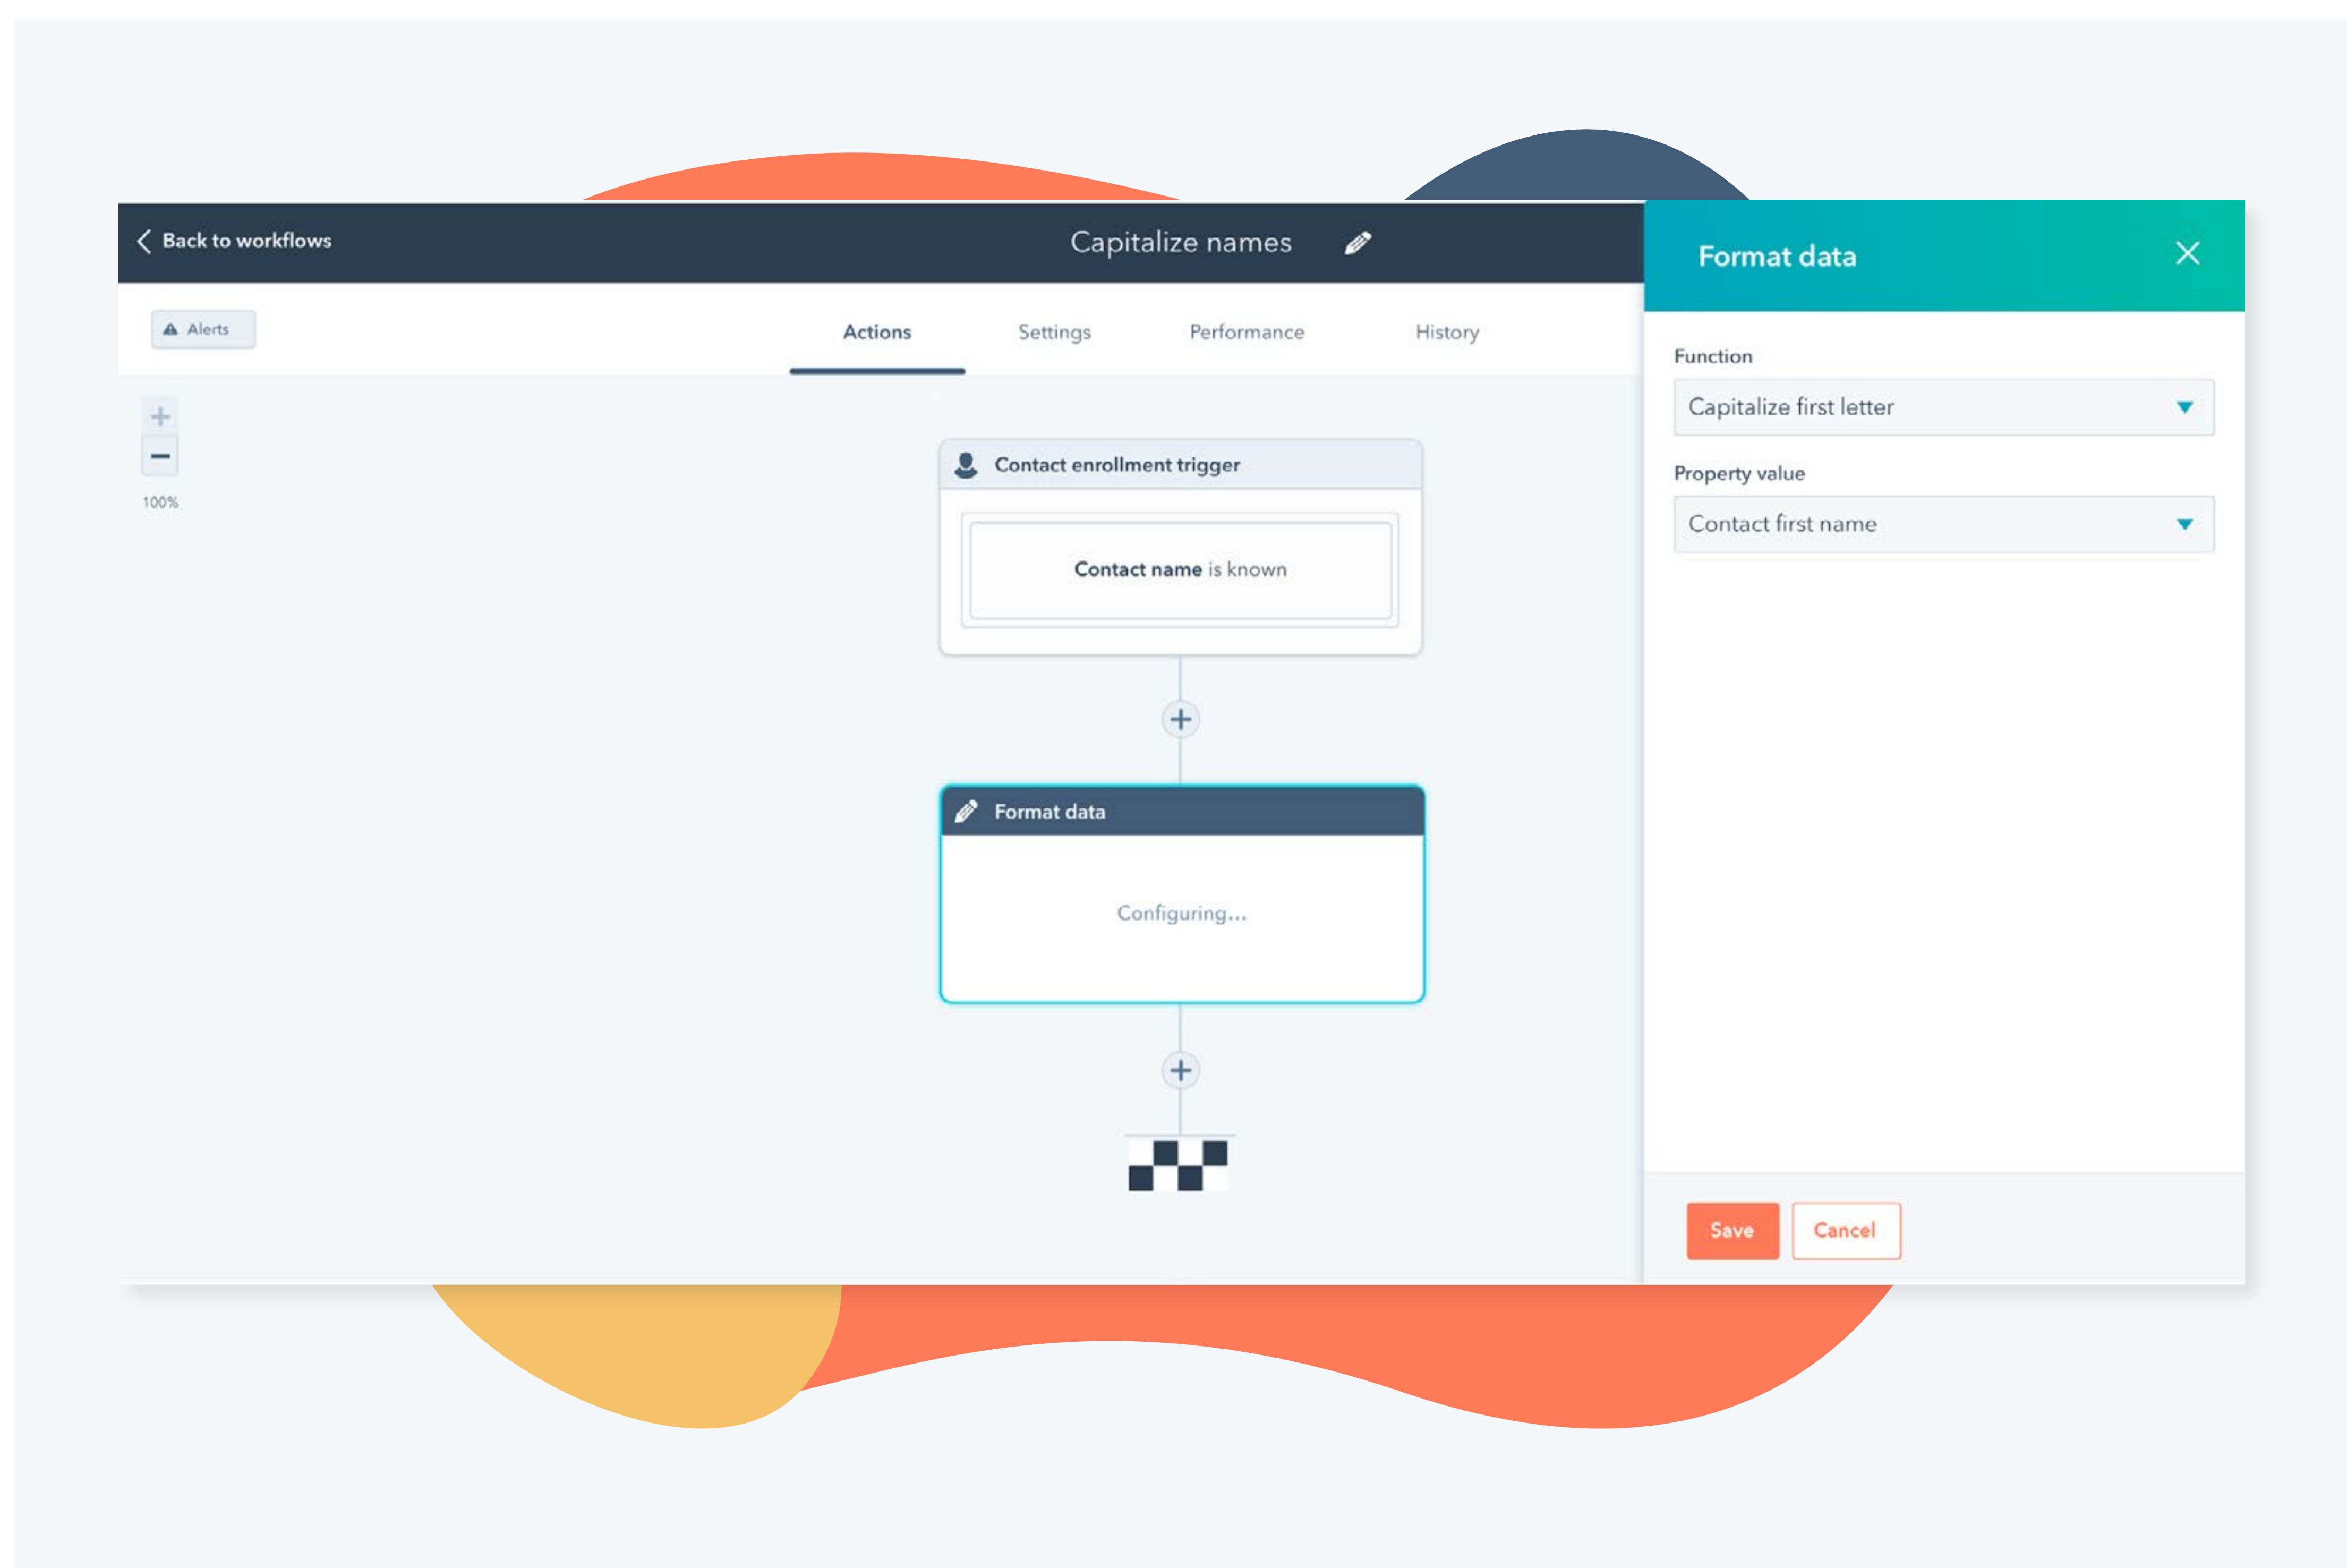 Back to workflows
Capitalize names
Format data
Alerts
Actions
Settings
Performance
History
100%
Contact enrollment trigger
Contact name is known
Format data
Configuring...
Function
Capitalize first letter
Property value
Contact first name
Save
Cancel